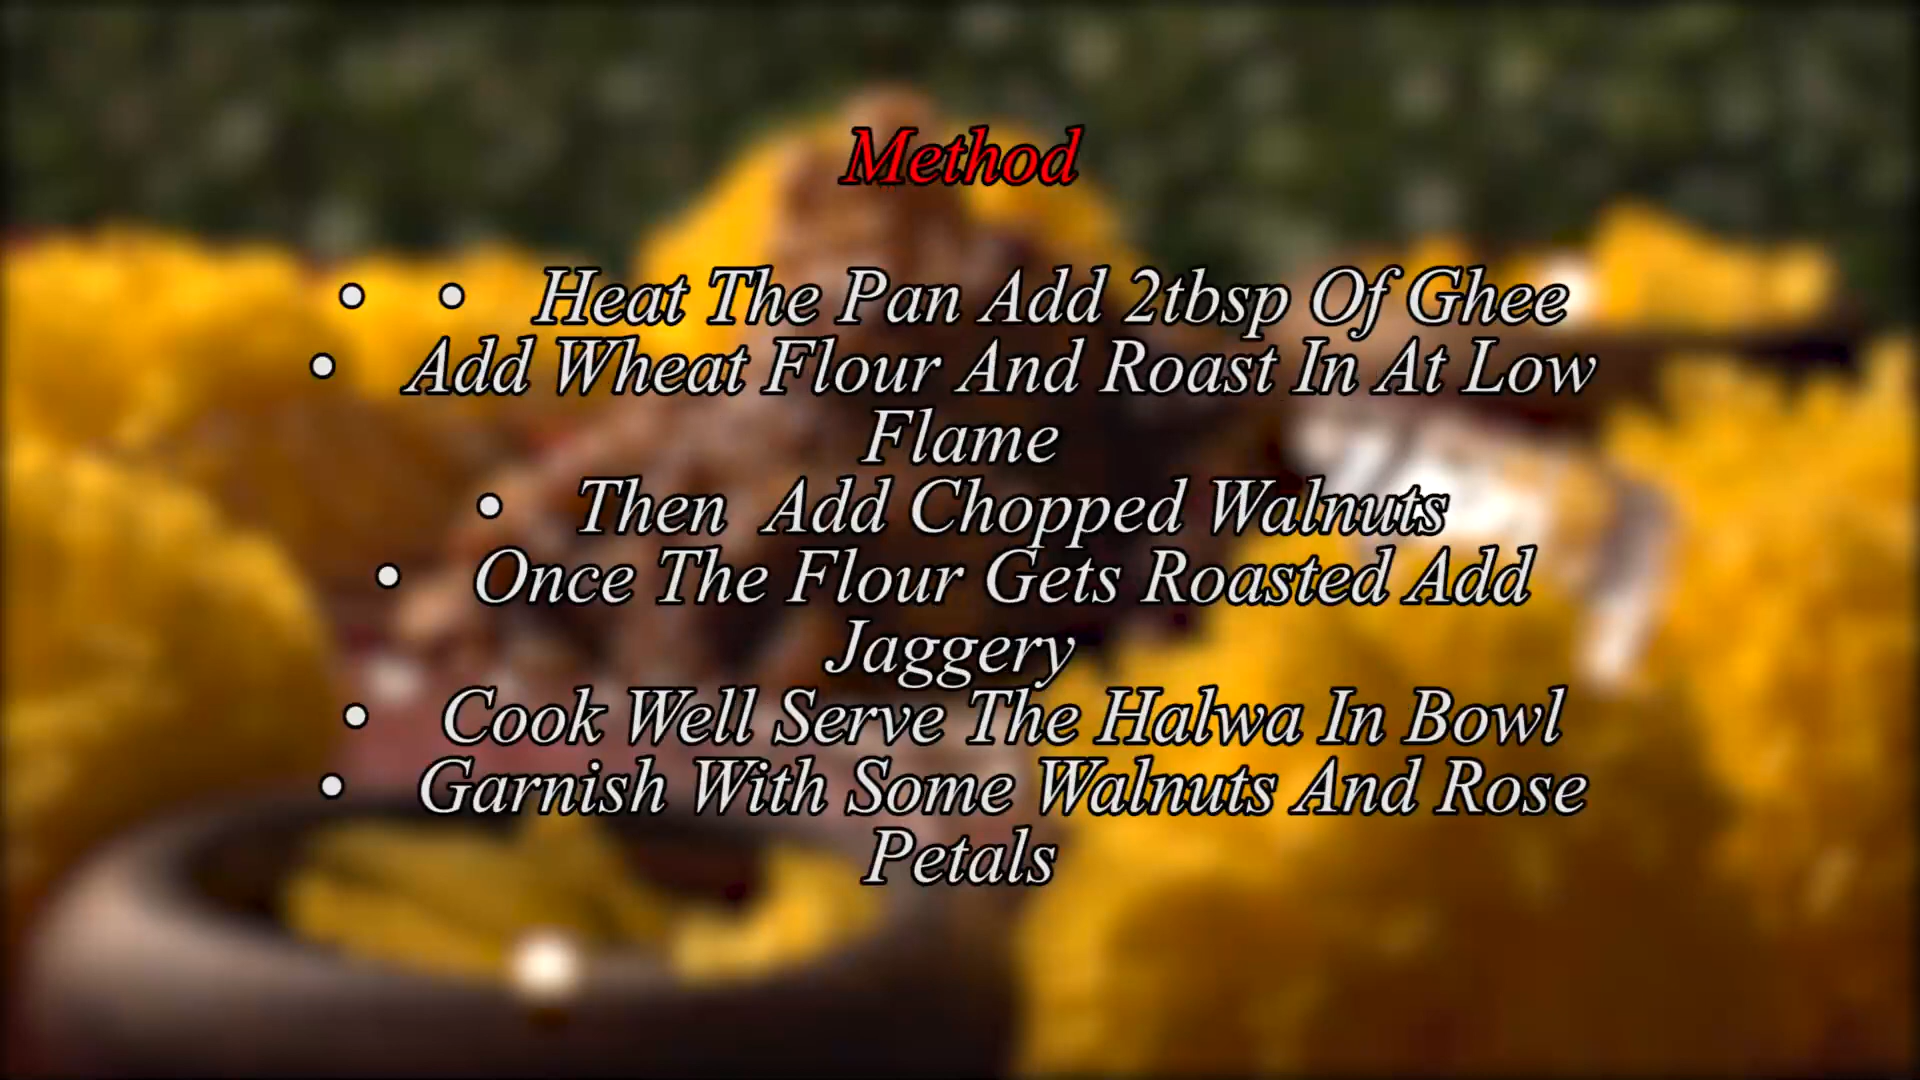 Method
• • Heat The Pan Add 2tbsp Of Ghee
• Add Wheat Flour And Roast In At Low
Flame
• Then Add Chopped Walnuts
• Once The Flour Gets Roasted Add
Jaggery
• Cook Well Serve The Halwa In Bowl
• Garnish With Some Walnuts And Rose
Petals